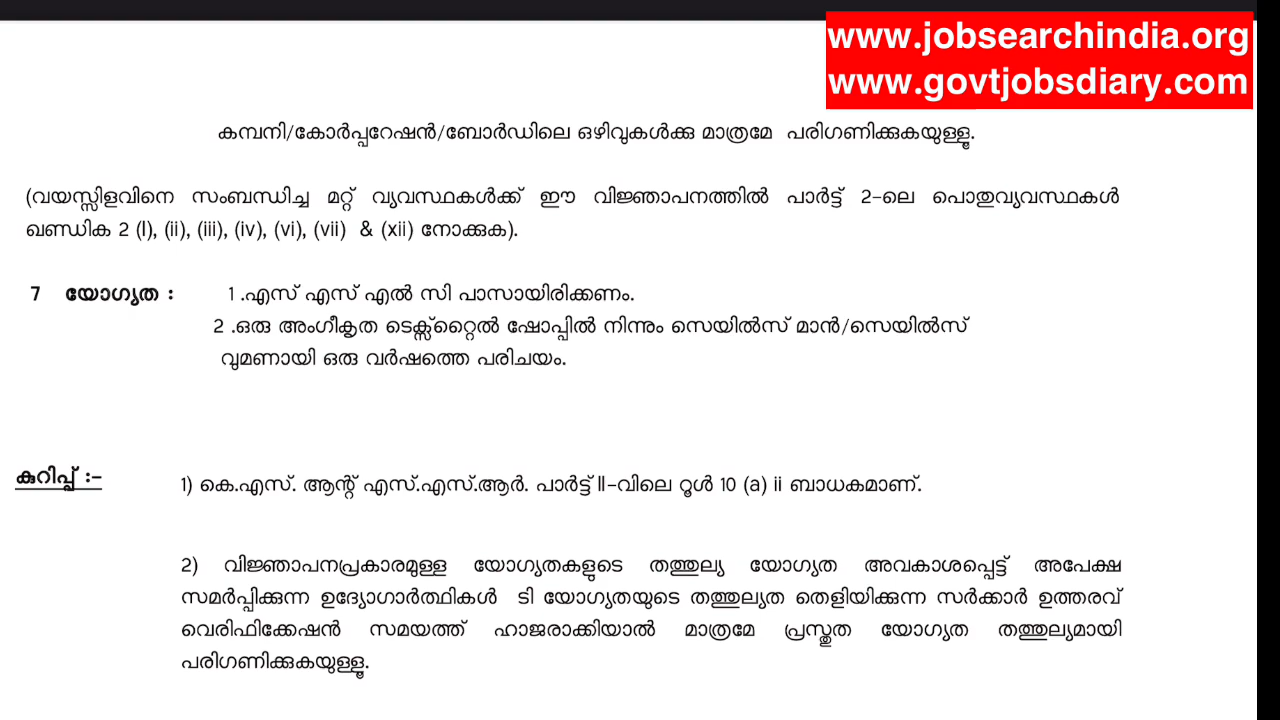 www.jobsearchindia.org
www.govtjobsdiary.com
കമ്പനി/കോർപ്പറേഷൻ/ബോർഡിലെ ഒഴിവുകൾക്കു മാത്രമേ പരിഗണിക്കുകയുള്ളൂ.
(വയസ്സിളവിനെ സംബന്ധിച്ച മറ്റ് വ്യവസ്ഥകൾക്ക് ഈ വിജ്ഞാപനത്തിൽ പാർട്ട് 2-ലെ പൊതുവ്യവസ്ഥകൾ
ഖണ്ഡിക 2 (I), (ii), (iii), (iv), (vi), (vii) & (xii) നോക്കുക).
7 യോഗ്യത : 1 .എസ് എസ് എൽ സി പാസായിരിക്കണം.
2 .ഒരു അംഗീകൃത ടെക്സ്റ്റൈൽ ഷോപ്പിൽ നിന്നും സെയിൽസ് മാൻ/സെയിൽസ്
വുമണായി ഒരു വർഷത്തെ പരിചയം.
കുറിപ്പ് :- 1) കെ.എസ്. ആന്റ് എസ്.എസ്.ആർ. പാർട്ട് II-വിലെ റൂൾ 10 (a) ii ബാധകമാണ്.
2) വിജ്ഞാപനപ്രകാരമുള്ള യോഗ്യതകളുടെ തത്തുല്യ യോഗ്യത അവകാശപ്പെട്ട് അപേക്ഷ
സമർപ്പിക്കുന്ന ഉദ്യോഗാർത്ഥികൾ ടി യോഗ്യതയുടെ തത്തുല്യത തെളിയിക്കുന്ന സർക്കാർ ഉത്തരവ്
വെരിഫിക്കേഷൻ സമയത്ത് ഹാജരാക്കിയാൽ മാത്രമേ പ്രസ്തുത യോഗ്യത തത്തുല്യമായി
പരിഗണിക്കുകയുള്ളൂ.